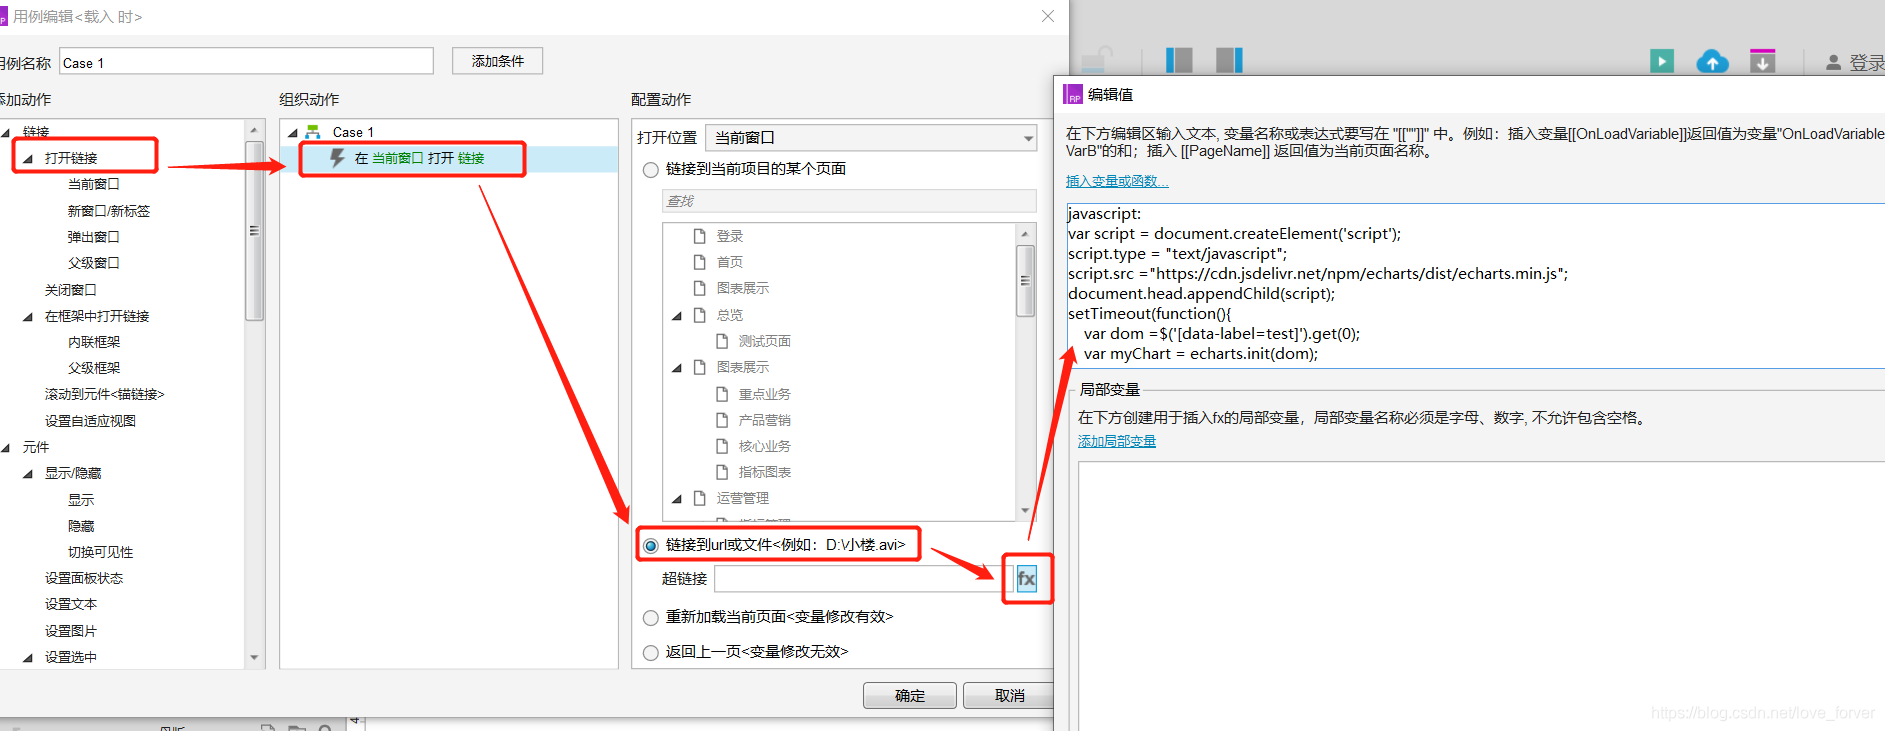 用例编辑<载入 时>
用例名称
Case 1
添加条件
添加动作
组织动作
配置动作
链接
打开链接
当前窗口
新窗口/新标签
弹出窗口
父级窗口
关闭窗口
在框架中打开链接
内联框架
父级框架
滚动到元件<锚链接>
设置自适应视图
元件
显示/隐藏
显示
隐藏
切换可见性
设置面板状态
设置文本
设置图片
设置选中
Case 1
在 当前窗口 打开 链接
打开位置
当前窗口
链接到当前项目的某个页面
查找
登录
首页
图表展示
总览
测试页面
图表展示
重点业务
产品营销
核心业务
指标图表
运营管理
链接到url或文件<例如：D:\小楼.avi>
超链接
fx
重新加载当前页面<变量修改有效>
返回上一页<变量修改无效>
确定
取消
登录
RP
编辑值
在下方编辑区输入文本, 变量名称或表达式要写在 "[[""]]" 中。例如：插入变量[[OnLoadVariable]]返回值为变量"OnLoadVariable
VarB"的和；插入 [[PageName]] 返回值为当前页面名称。
插入变量或函数...
javascript:
var script = document.createElement('script');
script.type = "text/javascript";
script.src ="https://cdn.jsdelivr.net/npm/echarts/dist/echarts.min.js";
document.head.appendChild(script);
setTimeout(function(){
var dom =$('[data-label=test]').get(0);
var myChart = echarts.init(dom);
局部变量
在下方创建用于插入fx的局部变量，局部变量名称必须是字母、数字, 不允许包含空格。
添加局部变量
https://blog.csdn.net/love_forver